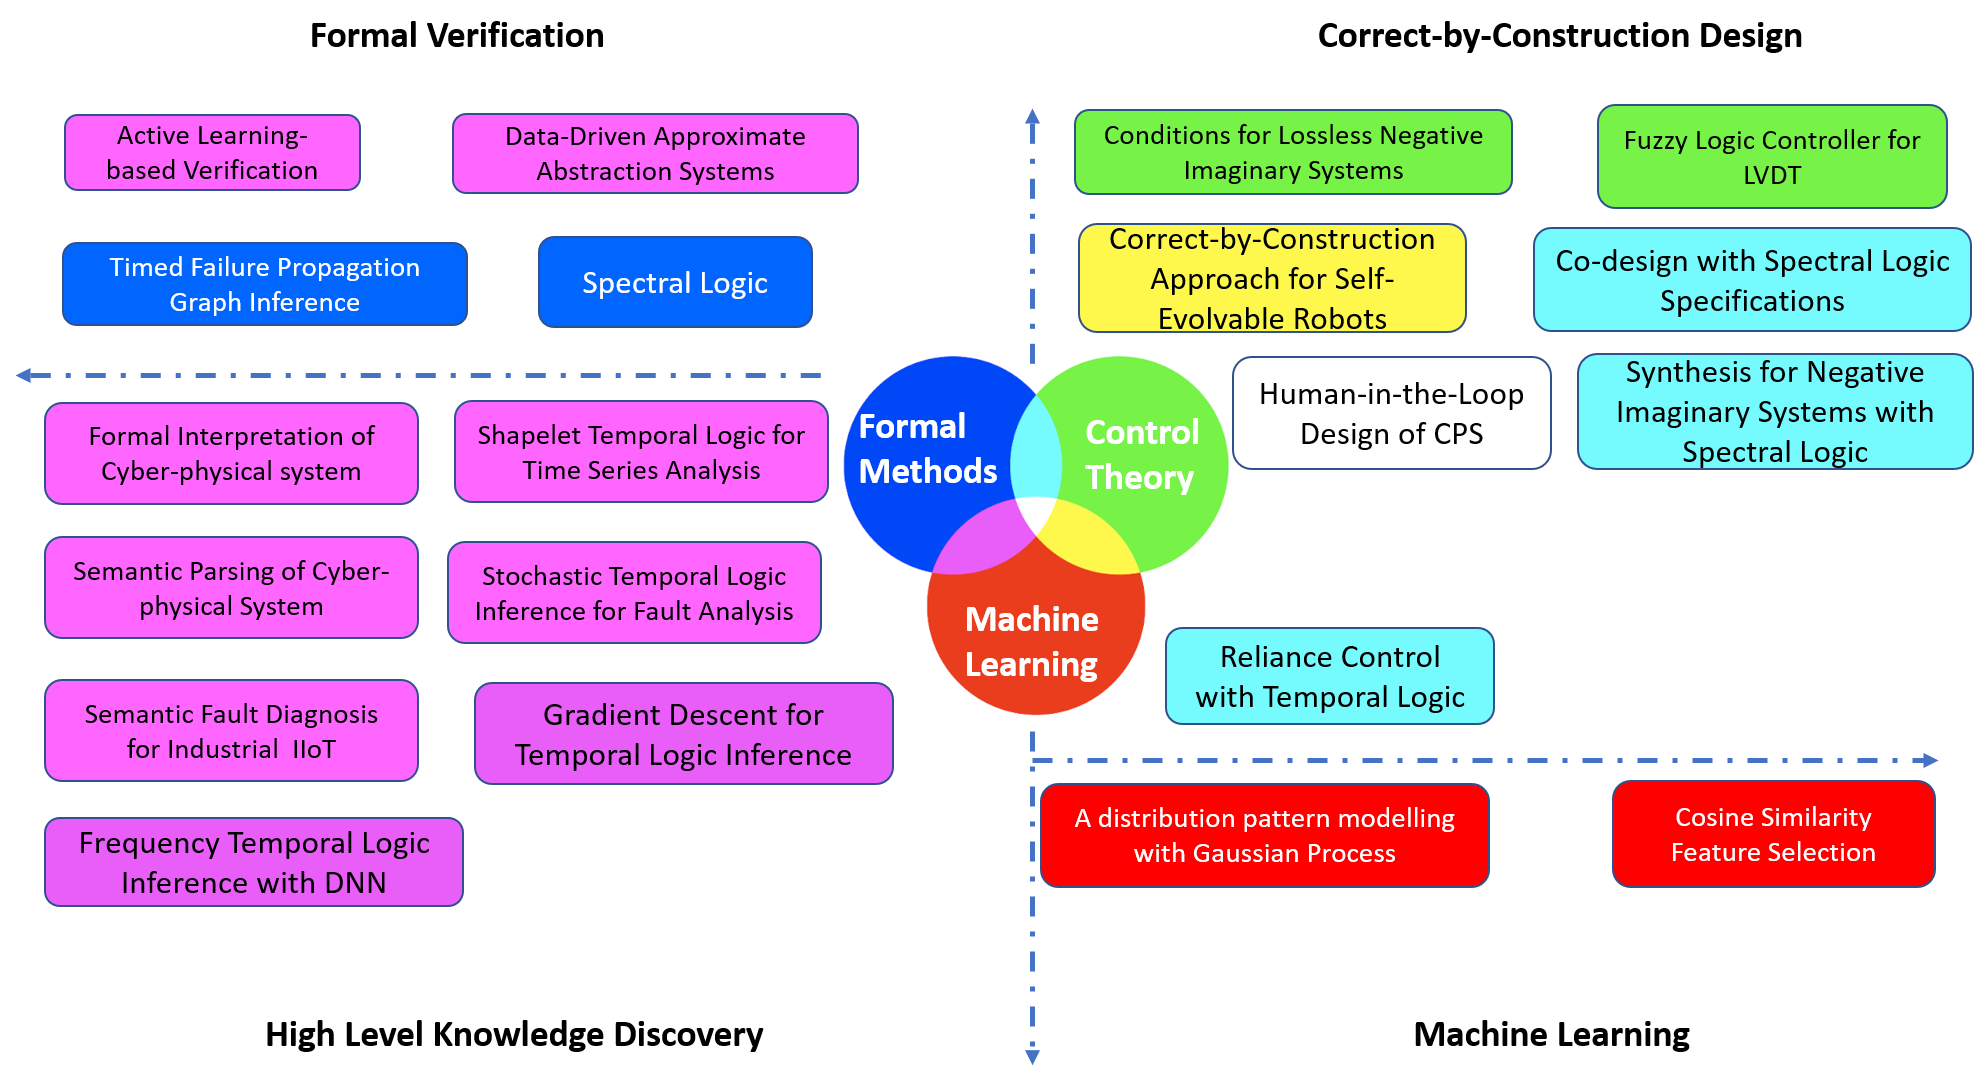 Formal Verification
Correct-by-Construction Design
Active Learning-
based Verification
Data-Driven Approximate
Abstraction Systems
Timed Failure Propagation
Graph Inference
Spectral Logic
Conditions for Lossless Negative
Imaginary Systems
Fuzzy Logic Controller for
LVDT
Correct-by-Construction
Approach for Self-
Evolvable Robots
Co-design with Spectral Logic
Specifications
Human-in-the-Loop
Design of CPS
Synthesis for Negative
Imaginary Systems with
Spectral Logic
Formal
Methods
Control
Theory
Machine
Learning
Formal Interpretation of
Cyber-physical system
Shapelet Temporal Logic for
Time Series Analysis
Semantic Parsing of Cyber-
physical System
Stochastic Temporal Logic
Inference for Fault Analysis
Semantic Fault Diagnosis
for Industrial IIoT
Gradient Descent for
Temporal Logic Inference
Frequency Temporal Logic
Inference with DNN
Reliance Control
with Temporal Logic
A distribution pattern modelling
with Gaussian Process
Cosine Similarity
Feature Selection
High Level Knowledge Discovery
Machine Learning